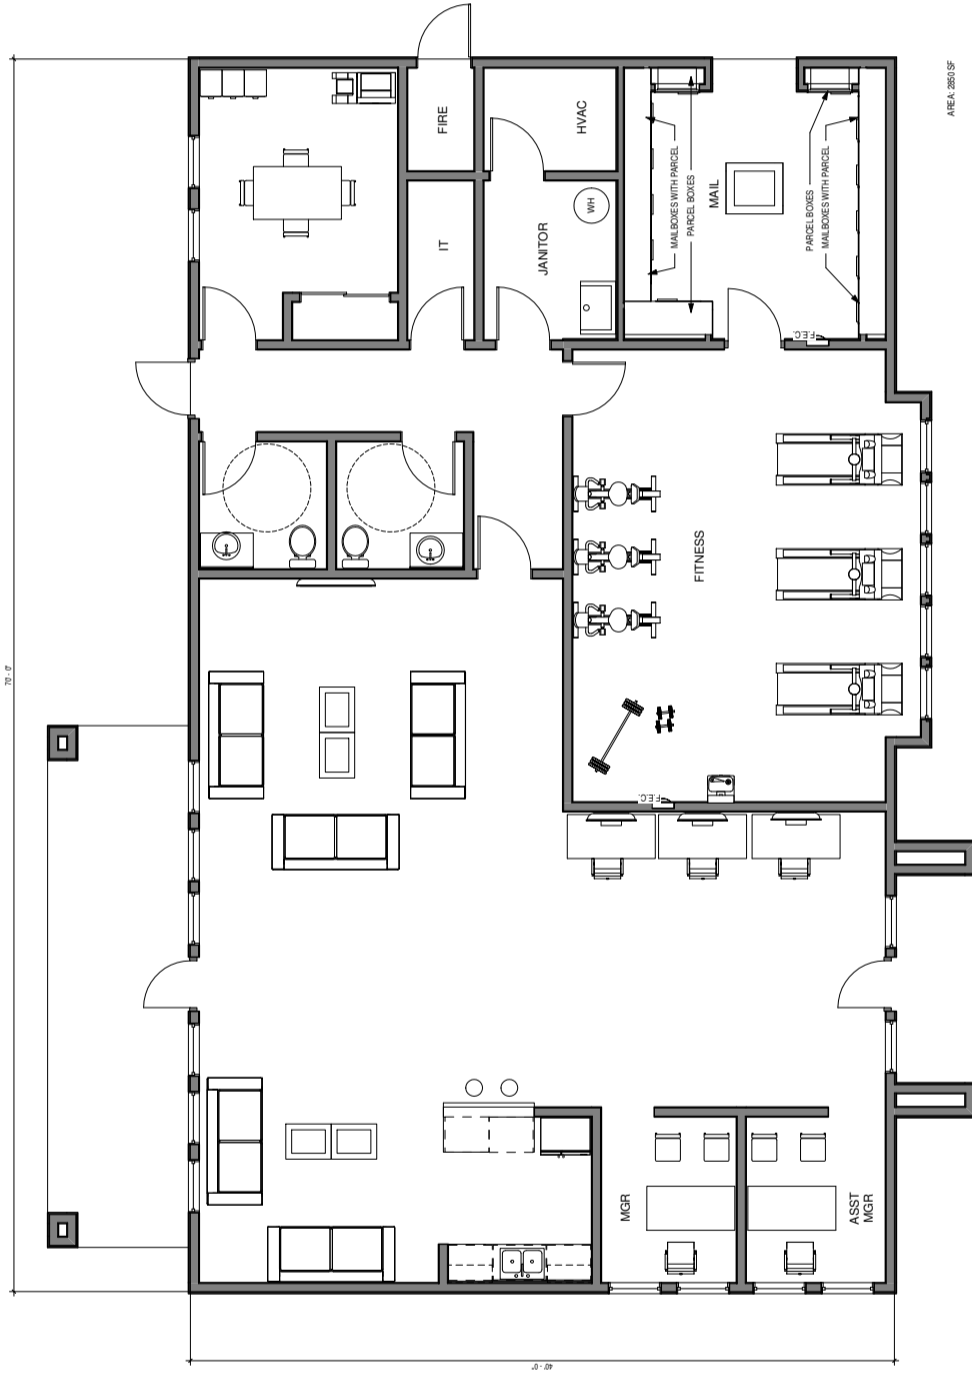 70' - 0"
40' - 0"
FIRE
HVAC
IT
JANITOR
WH
MAIL
MAILBOXES WITH PARCEL
PARCEL BOXES
PARCEL BOXES
MAILBOXES WITH PARCEL
F.E.C.
FITNESS
F.E.C.
MGR
ASST
MGR
AREA: 2850 SF